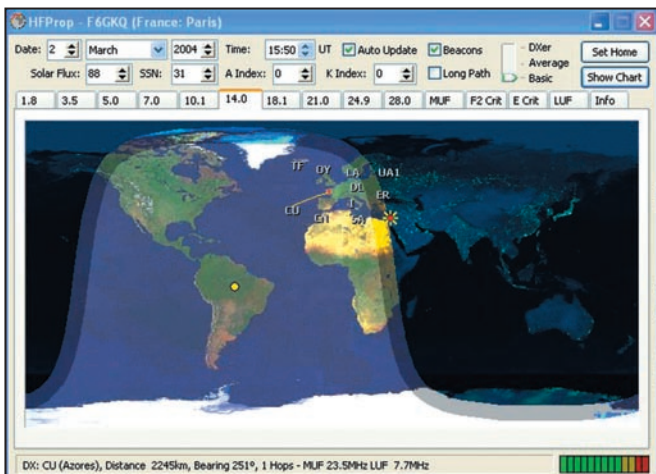 HFProp - F6GKQ (France: Paris)
Date: 2 March 2004 Time: 15:50 UT Auto Update Beacons DXer Average Basic Set Home
Solar Flux: 88 SSN: 31 A Index: 0 K Index: 0 Long Path Show Chart
1.8 3.5 5.0 7.0 10.1 14.0 18.1 21.0 24.9 28.0 MUF F2 Crit E Crit LUF Info
TF OY LA UA1
DL
I ER
CU
DX: CU (Azores), Distance 2245km, Bearing 251º, 1 Hops - MUF 23.5MHz LUF 7.7MHz